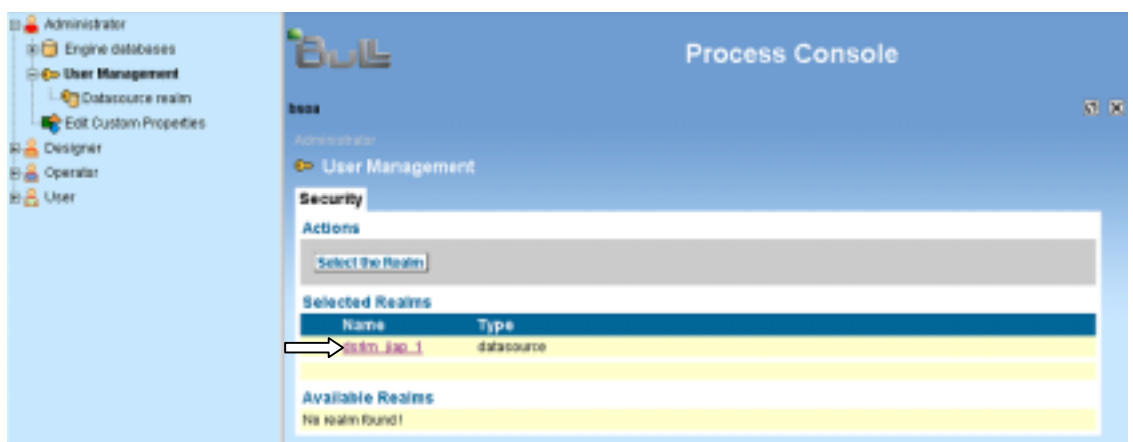 Administrator
Engine databases
User Management
Datasource realm
Edit Custom Properties
Designer
Operator
User
Bull
Process Console
bsoa
Administrator
User Management
Security
Actions
Select the Realm
Selected Realms
Name Type
datasource
Available Realms
No realm found!